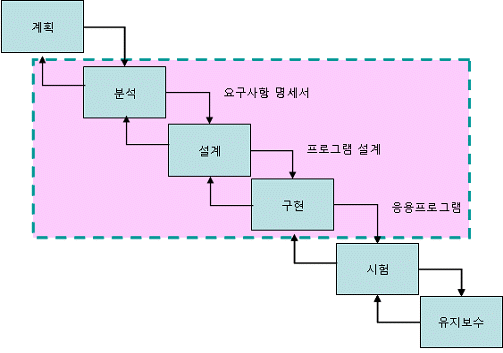 계획
분석
요구사항 명세서
설계
프로그램 설계
구현
응용프로그램
시험
유지보수